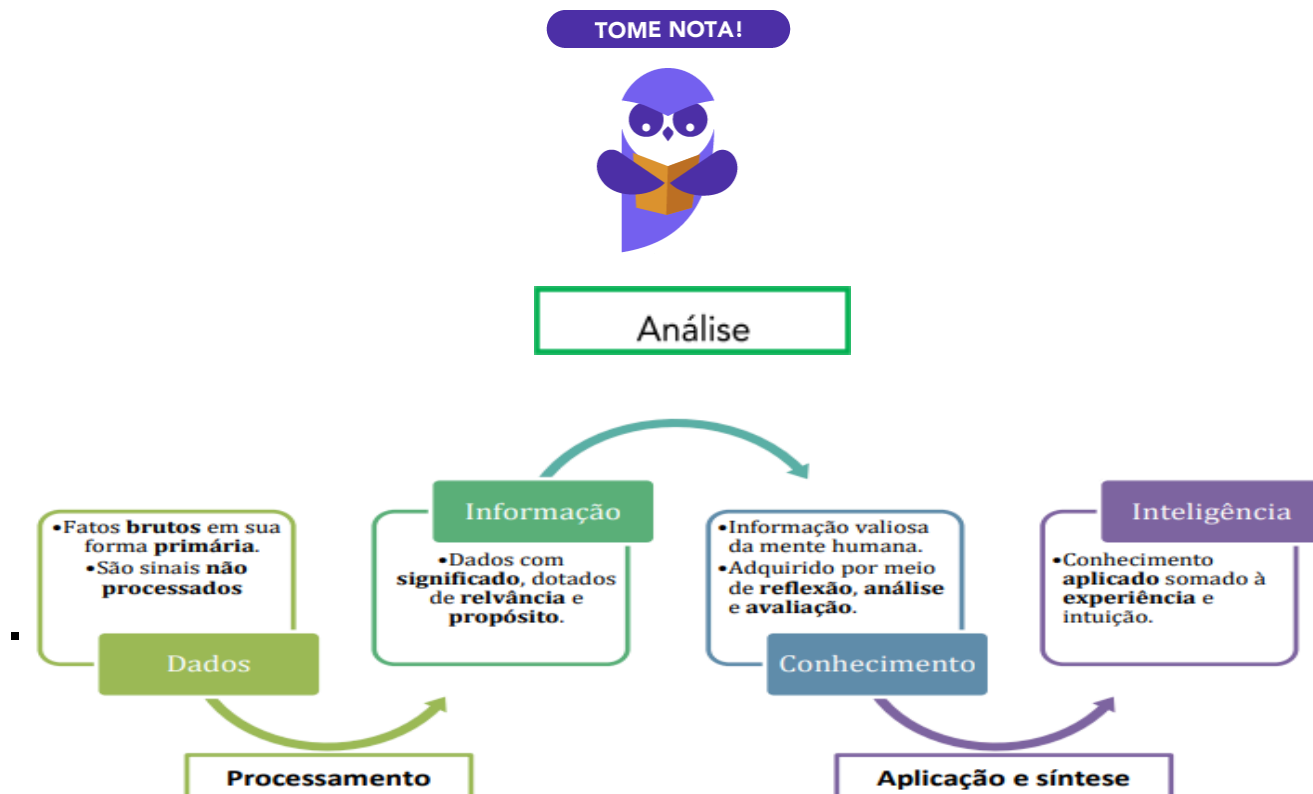 TOME NOTA!
Análise
•Fatos brutos em sua
forma primária.
•São sinais não
processados
Dados
Informação
•Dados com
significado, dotados
de relvância e
propósito.
•Informação valiosa
da mente humana.
•Adquirido por meio
de reflexão, análise
e avaliação.
Conhecimento
Inteligência
•Conhecimento
aplicado somado à
experiência e
intuição.
Processamento
Aplicação e síntese